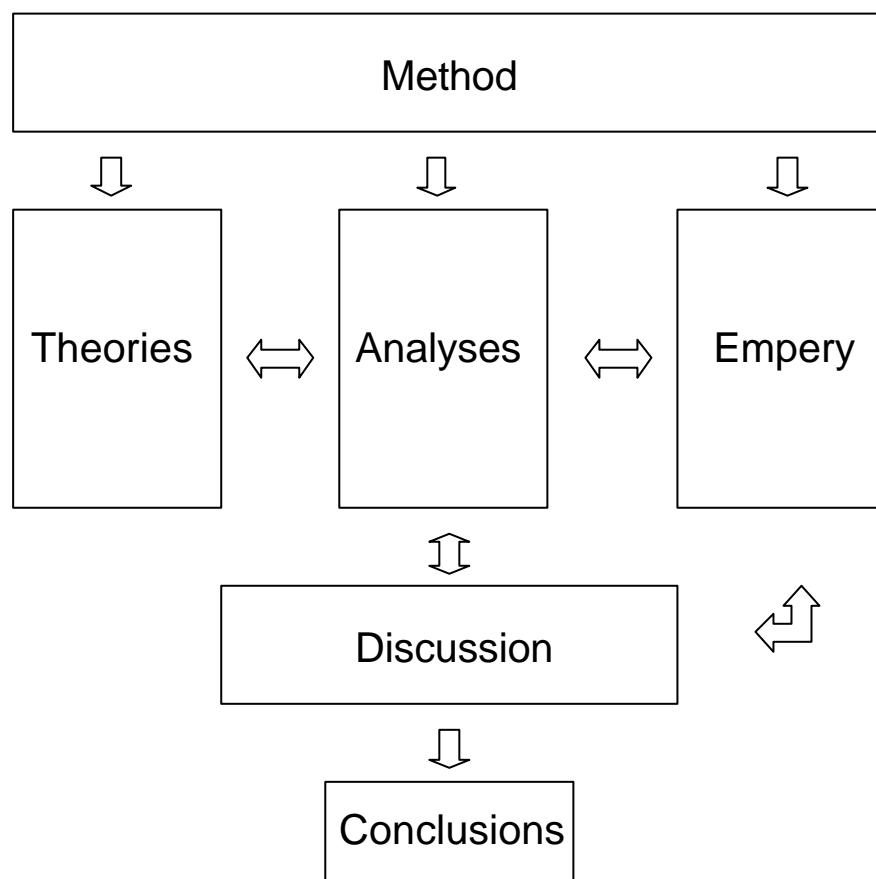 Method
Theories
Analyses
Empery
Discussion
Conclusions